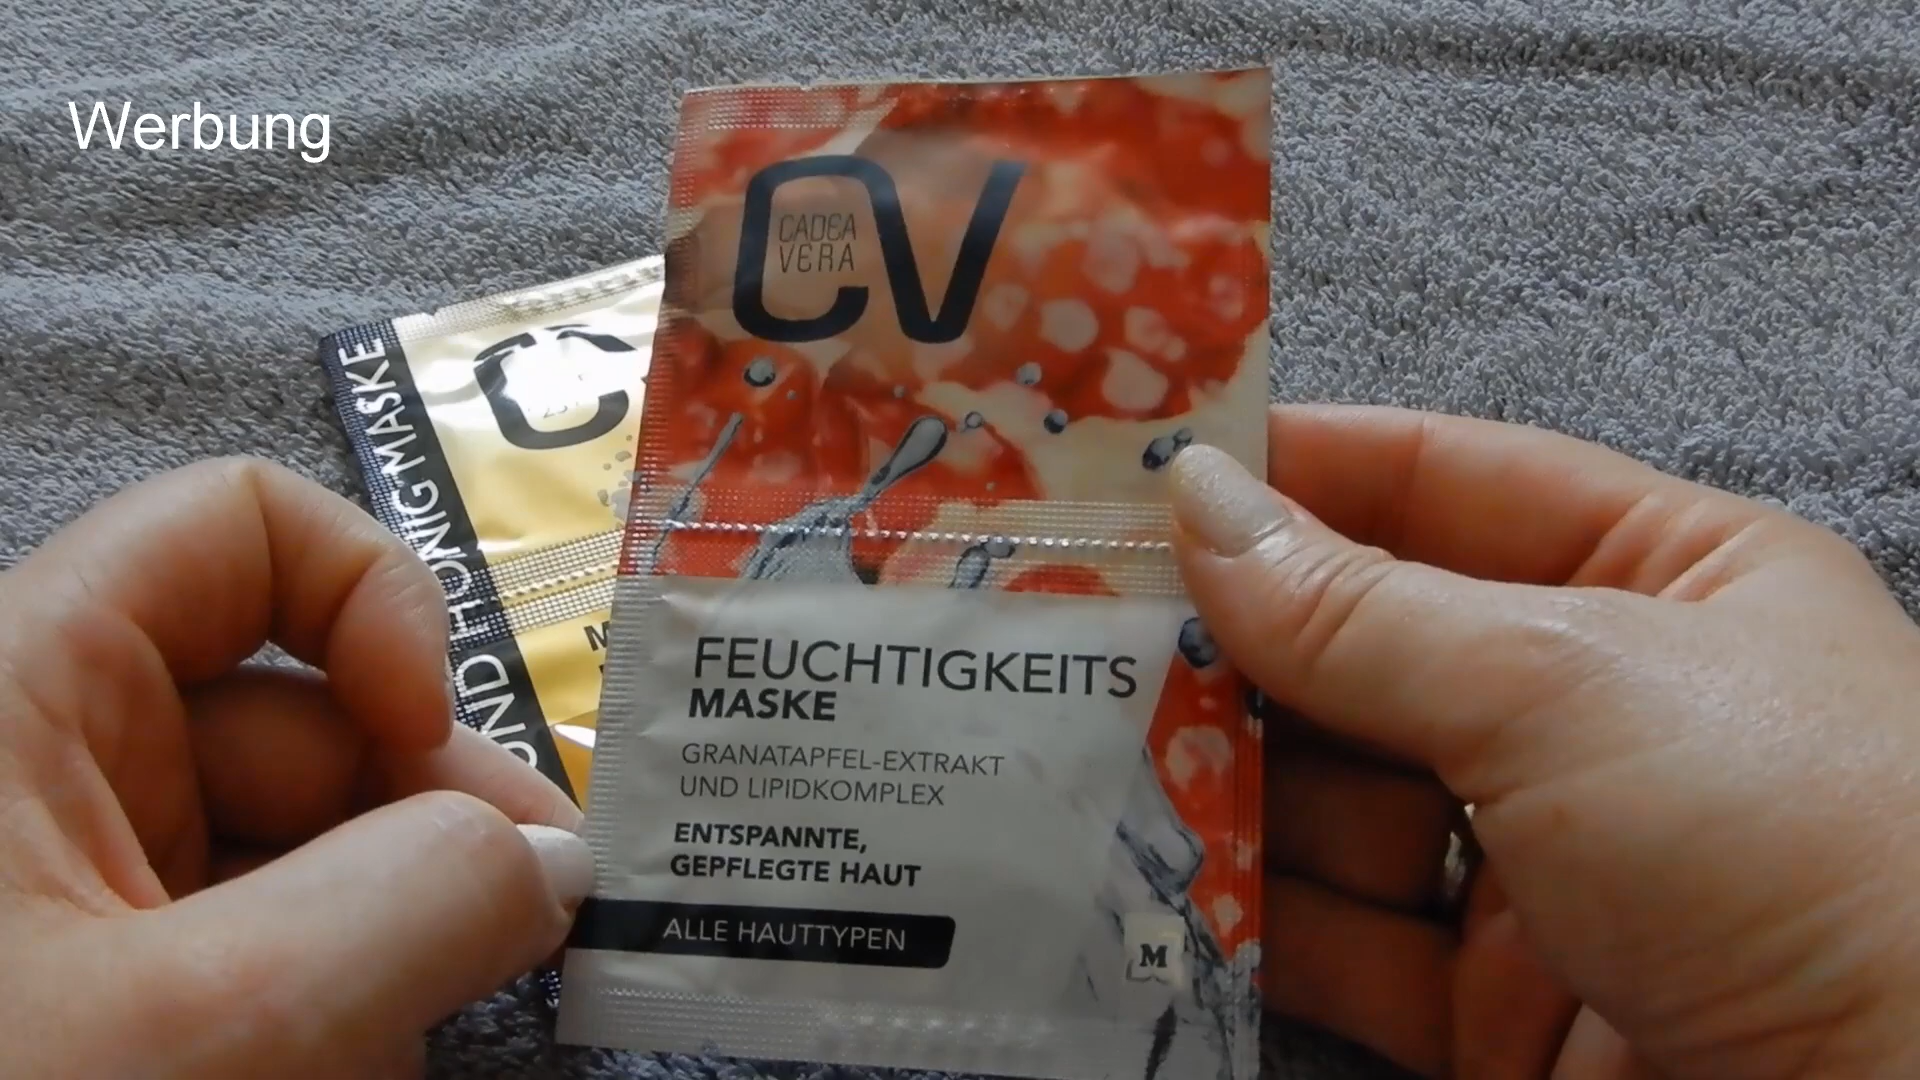 Werbung
CV
CADEA
VERA
FEUCHTIGKEITS
MASKE
GRANATAPFEL-EXTRAKT
UND LIPIDKOMPLEX
ENTSPANNTE,
GEPFLEGTE HAUT
ALLE HAUTTYPEN
M
UND HONIG MASKE
C
M